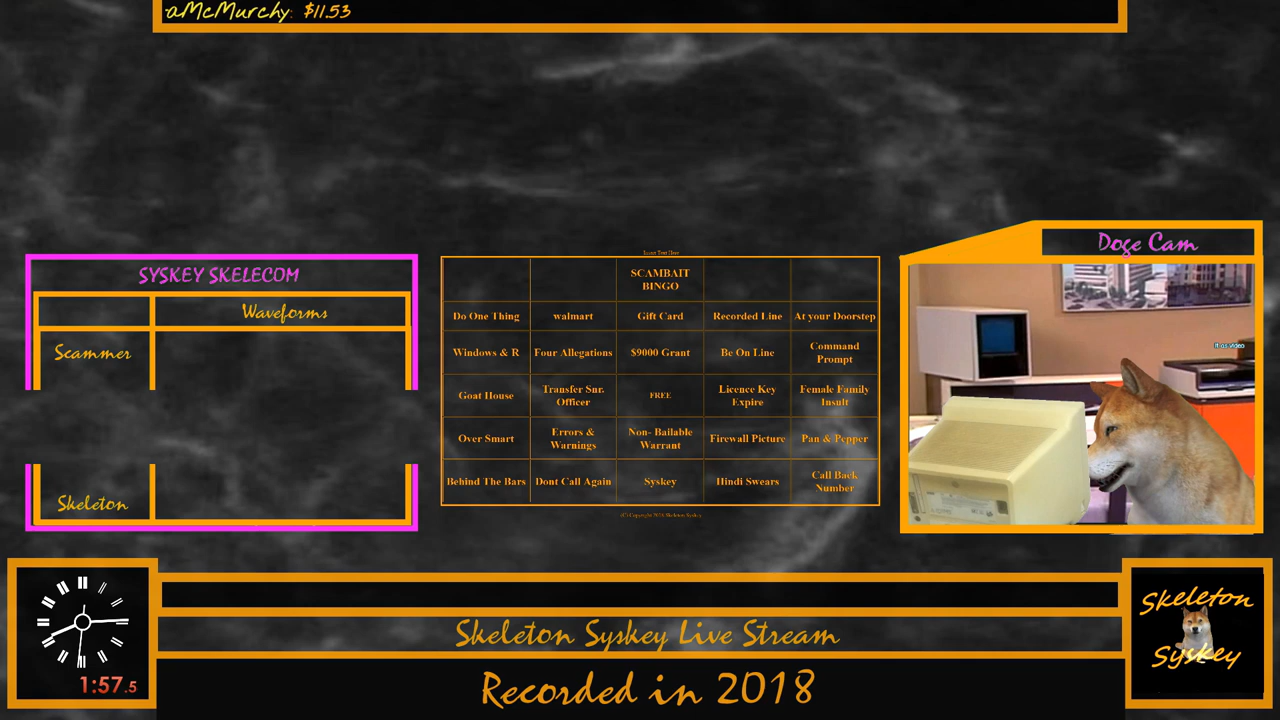 aMcMurchy: $11.53
Doge Cam
SYSKEY SKELECOM
Waveforms
Scammer
Skeleton
SCAMBAIT
BINGO
Do One Thing walmart Gift Card Recorded Line At your Doorstep
Windows & R Four Allegations $9000 Grant Be On Line Command
Prompt
Goat House Transfer Snr.
Officer FREE Licence Key
Expire Female Family
Insult
Over Smart Errors &
Warnings Non- Bailable
Warrant Firewall Picture Pan & Pepper
Behind The Bars Dont Call Again Syskey Hindi Swears Call Back
Number
(C) Copyright 2018 Skeleton Syskey
1:57.5
Skeleton Syskey Live Stream
Recorded in 2018
Skeleton
Syskey